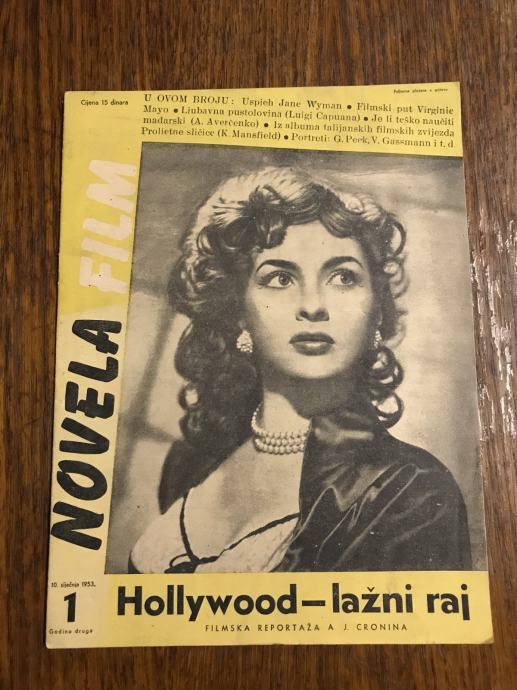 Cijena 15 dinara
Poštarina plaćena u gotovu
U OVOM BROJU: Uspjeh Jane Wyman • Filmski put Virginie
Mayo • Ljubavna pustolovina (Luigi Capuana) • Je li teško naučiti
mađarski (A. Averčenko) • Iz albuma talijanskih filmskih zvijezda
Proljetne sličice (K. Mansfield) • Portreti: G. Peck, V. Gassmann i t. d
NOVELA FILM
10. siječnja 1953.
1
Godina druga
Hollywood – lažni raj
FILMSKA REPORTAŽA A J. CRONINA